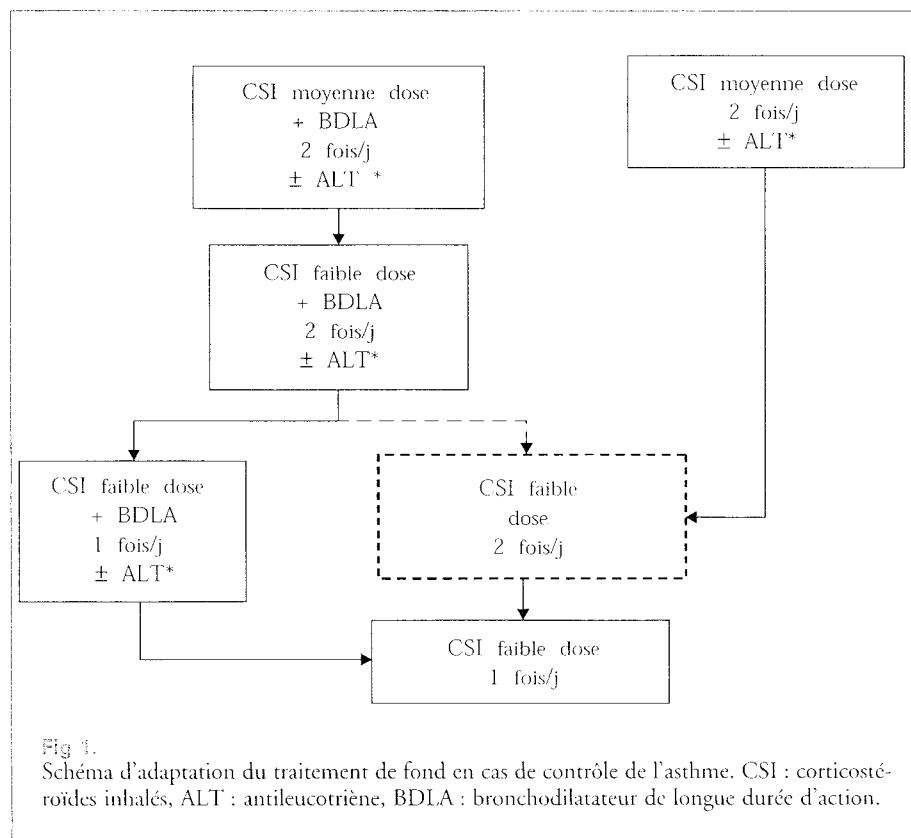 CSI moyenne dose
+ BDLA
2 fois/j
± ALT *
CSI moyenne dose
2 fois/j
± ALT*
CSI faible dose
+ BDLA
2 fois/j
± ALT*
CSI faible dose
+ BDLA
1 fois/j
± ALT*
CSI faible
dose
2 fois/j
CSI faible dose
1 fois/j
Fig 1.
Schéma d'adaptation du traitement de fond en cas de contrôle de l'asthme. CSI : corticosté-
roïdes inhalés, ALT : antileucotriène, BDLA : bronchodilatateur de longue durée d'action.